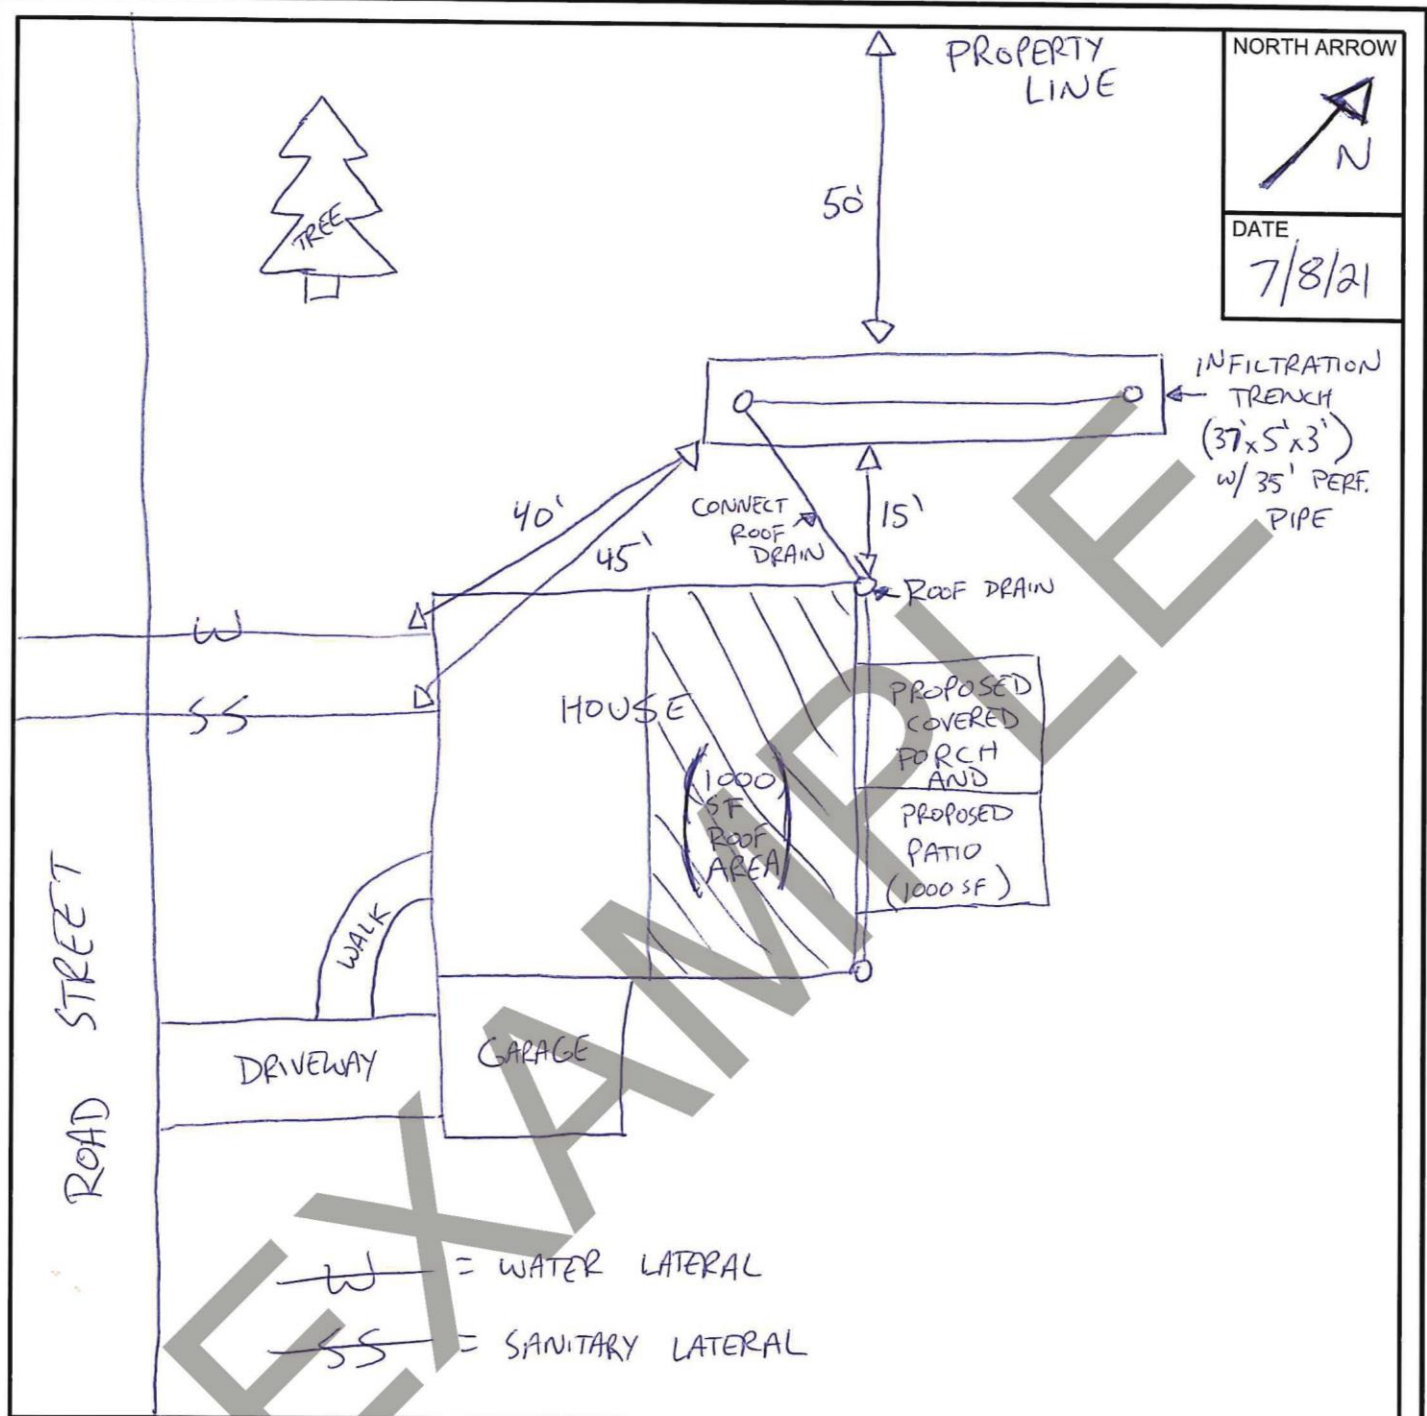 PROPERTY
LINE
NORTH ARROW
N
DATE
7/8/21
TREE
50'
INFILTRATION
TRENCH
(37'x5'x3')
W/ 35' PERF.
PIPE
40'
45'
CONNECT
ROOF
DRAIN
15'
ROOF DRAIN
W
SS
HOUSE
(1000
SF
ROOF
AREA)
PROPOSED
COVERED
PORCH
AND
PROPOSED
PATIO
(1000 SF)
WALK
DRIVEWAY
GARAGE
ROAD STREET
W = WATER LATERAL
SS = SANITARY LATERAL
EXAMPLE